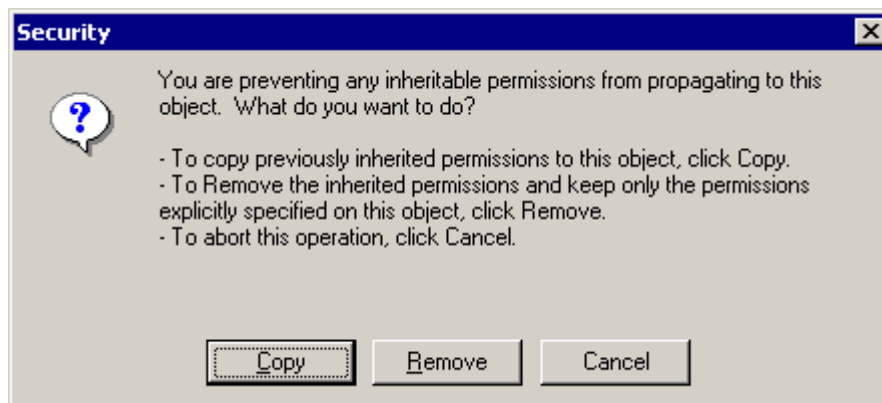 Security
You are preventing any inheritable permissions from propagating to this
object. What do you want to do?
- To copy previously inherited permissions to this object, click Copy.
- To Remove the inherited permissions and keep only the permissions
explicitly specified on this object, click Remove.
- To abort this operation, click Cancel.
Copy
Remove
Cancel